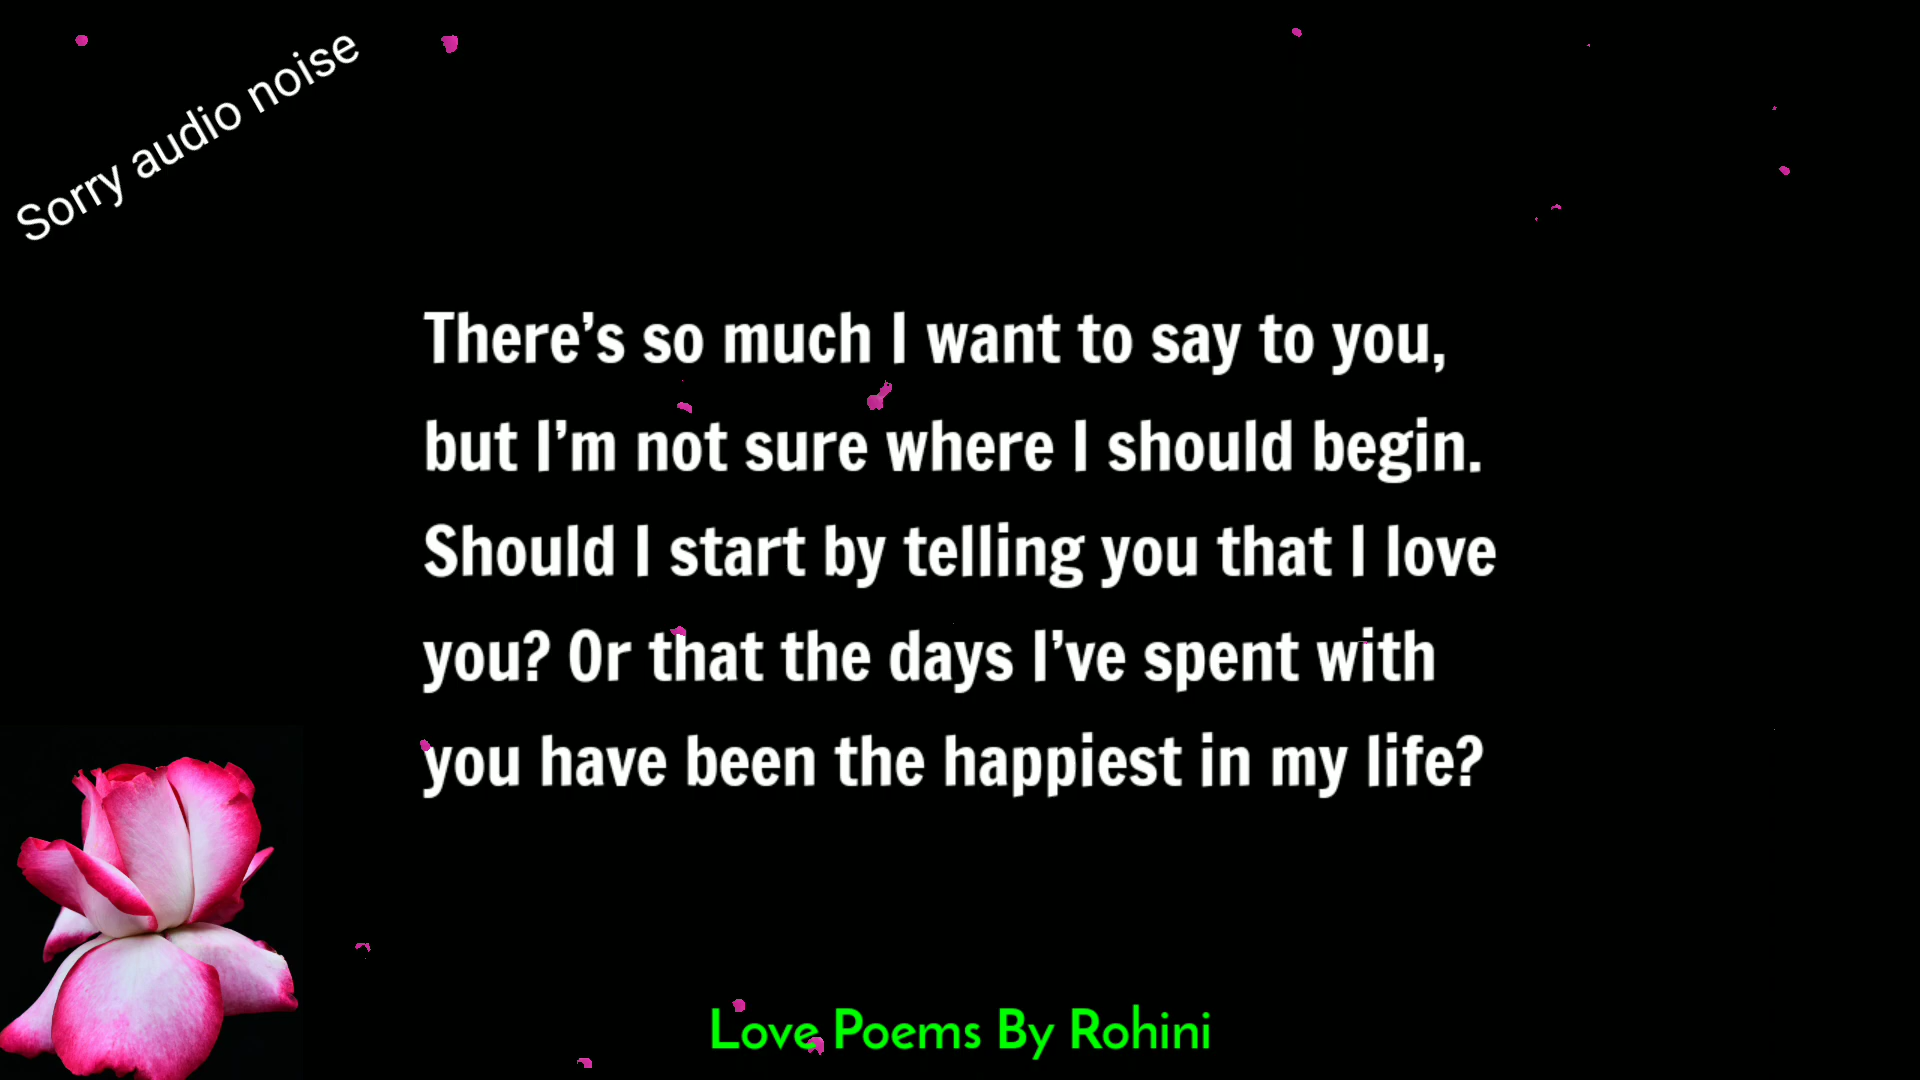 Sorry audio noise
There’s so much I want to say to you,
but I’m not sure where I should begin.
Should I start by telling you that I love
you? Or that the days I’ve spent with
you have been the happiest in my life?
Love Poems By Rohini